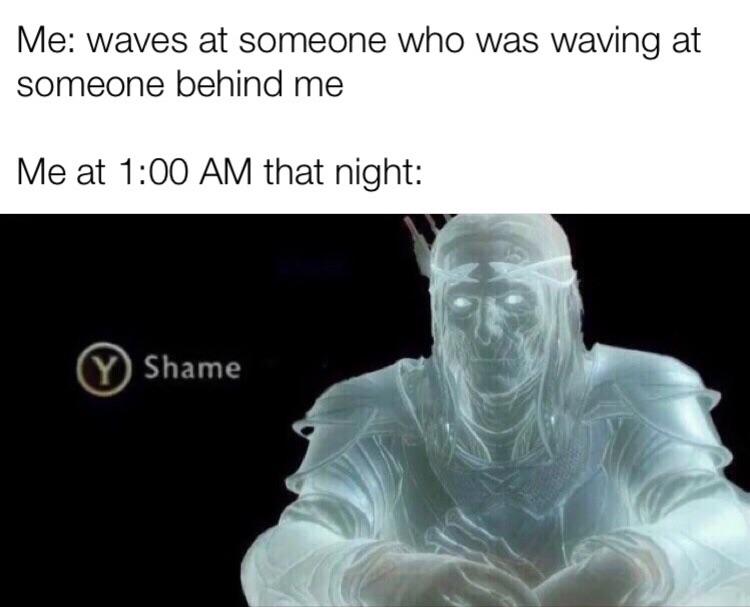 Me: waves at someone who was waving at
someone behind me
Me at 1:00 AM that night:
Y Shame